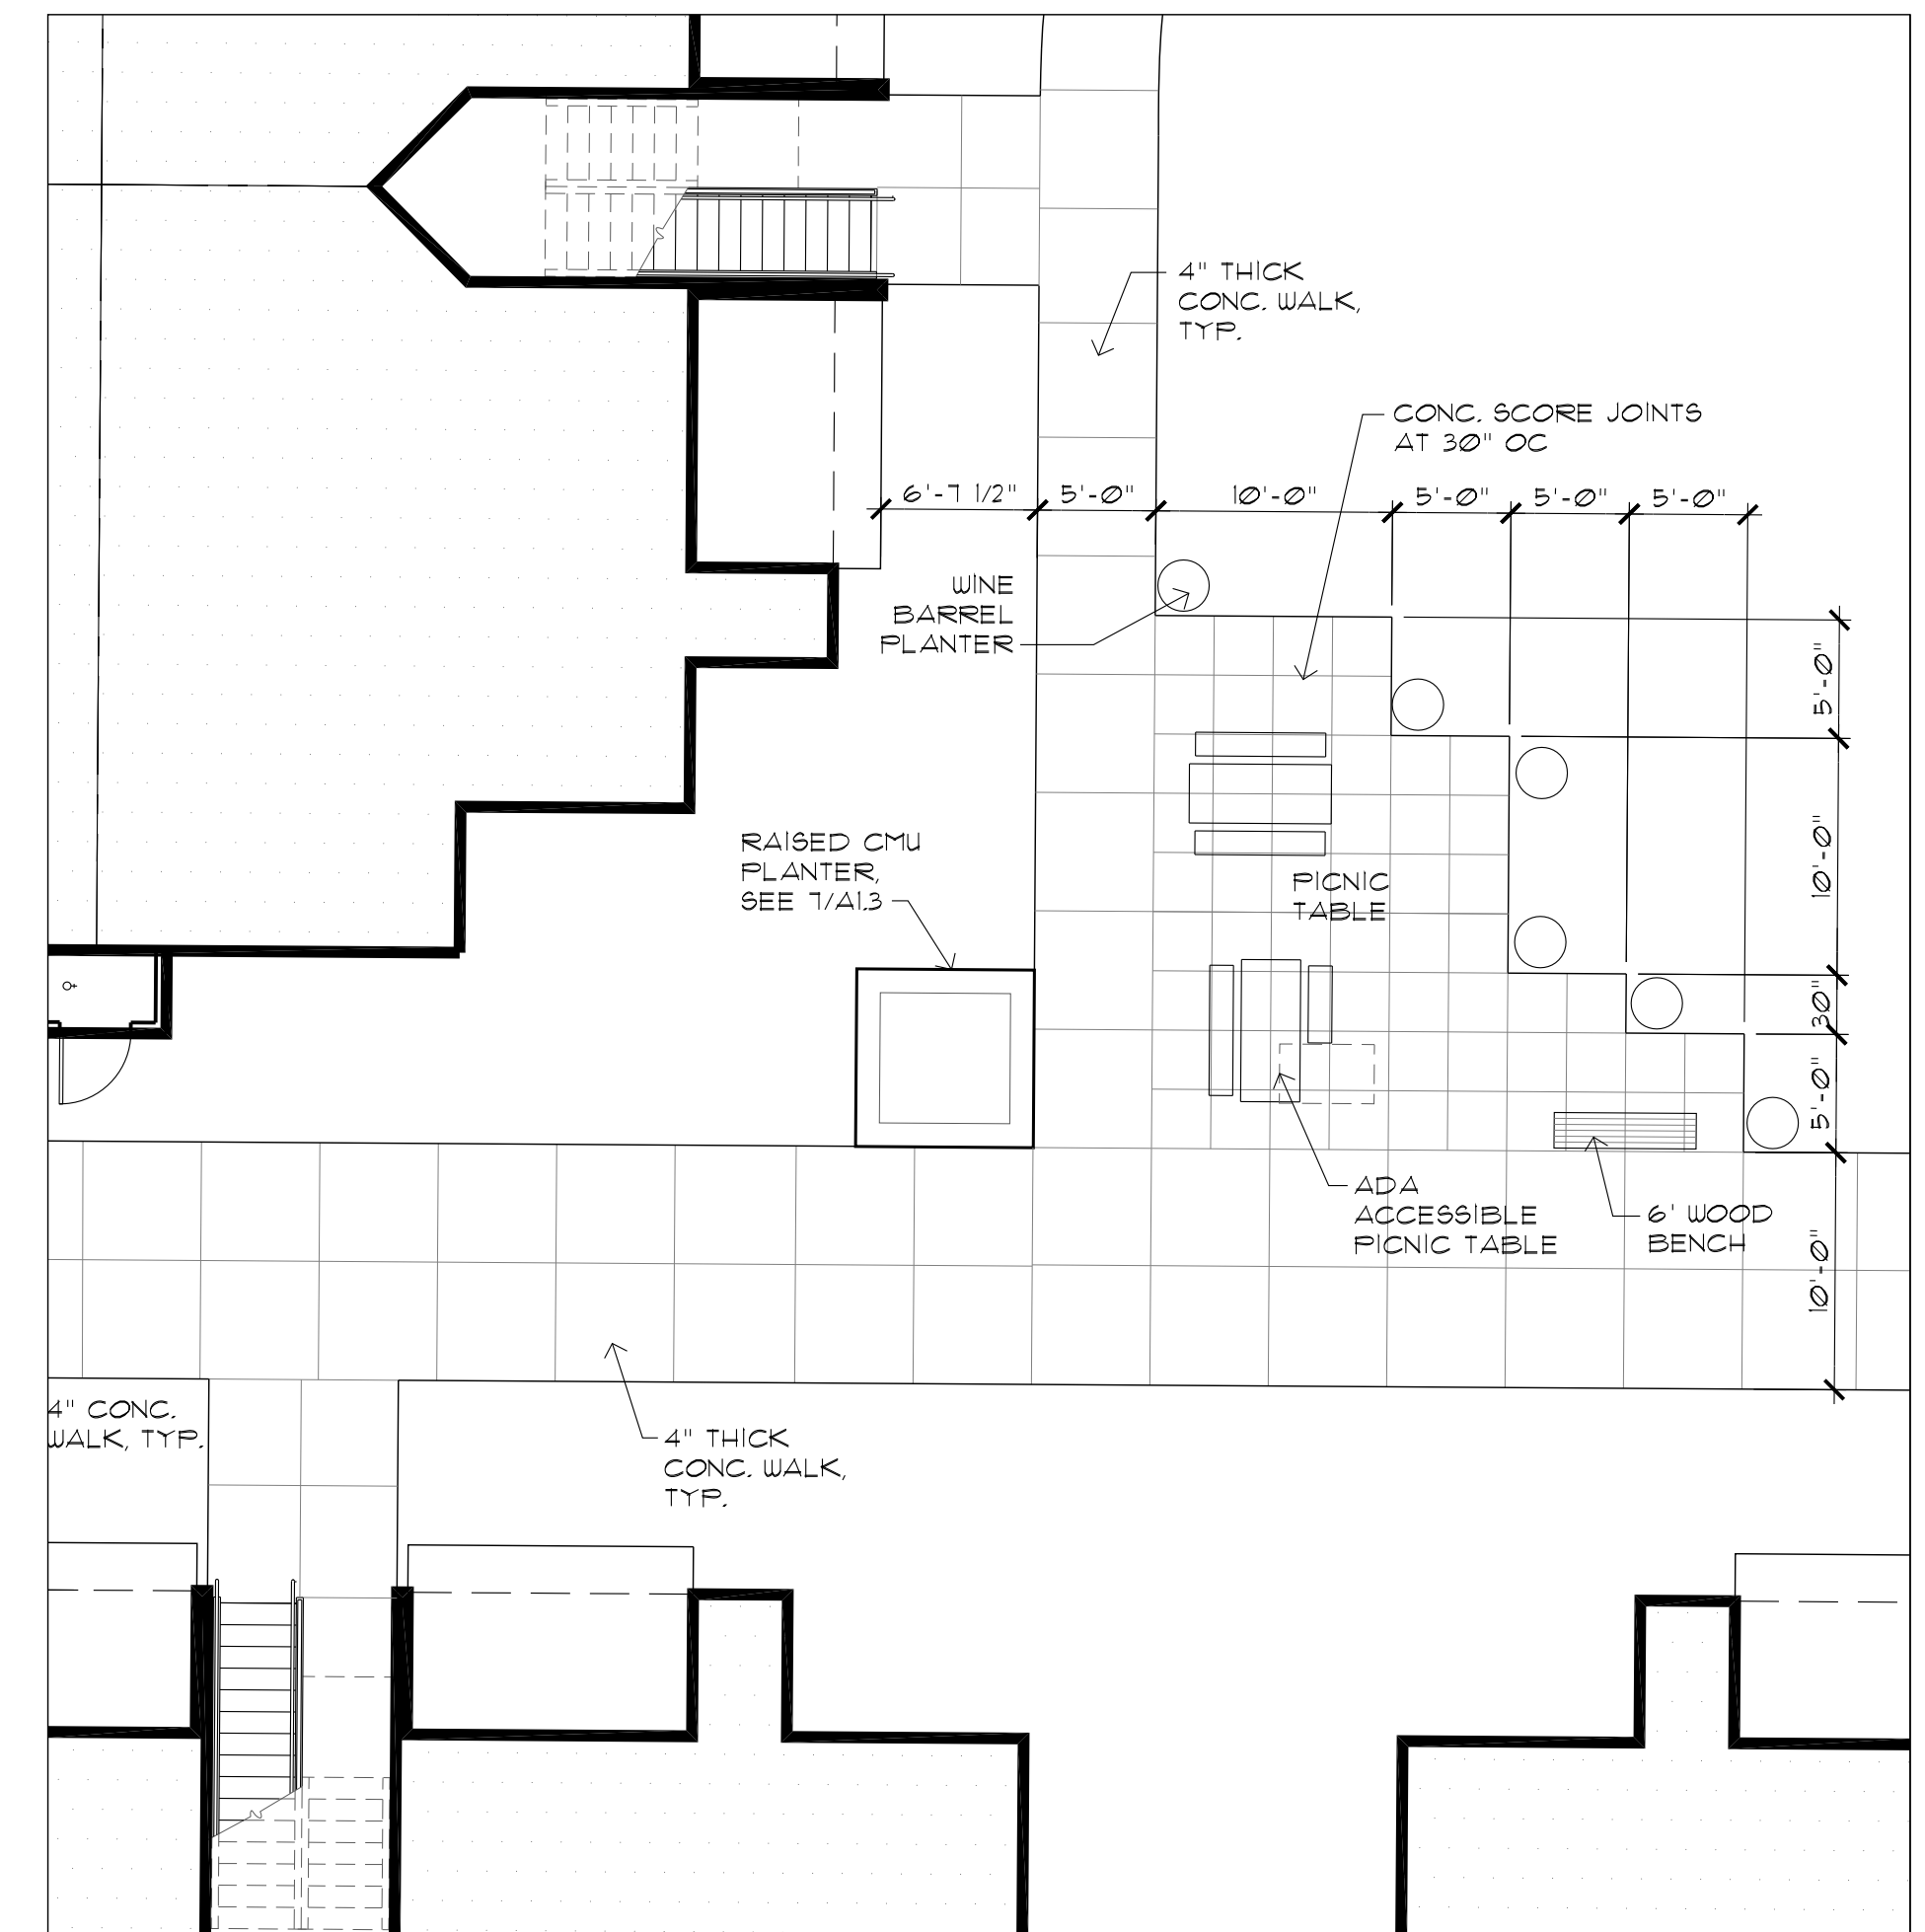 4" THICK
CONC. WALK,
TYP.
CONC. SCORE JOINTS
AT 30" OC
6'-7 1/2"
5'-0"
10'-0"
5'-0"
5'-0"
5'-0"
WINE
BARREL
PLANTER
5'-0"
RAISED CMU
PLANTER,
SEE 7/A1.3
PICNIC
TABLE
10'-0"
30"
5'-0"
ADA
ACCESSIBLE
PICNIC TABLE
6' WOOD
BENCH
10'-0"
4" CONC.
WALK, TYP.
4" THICK
CONC. WALK,
TYP.